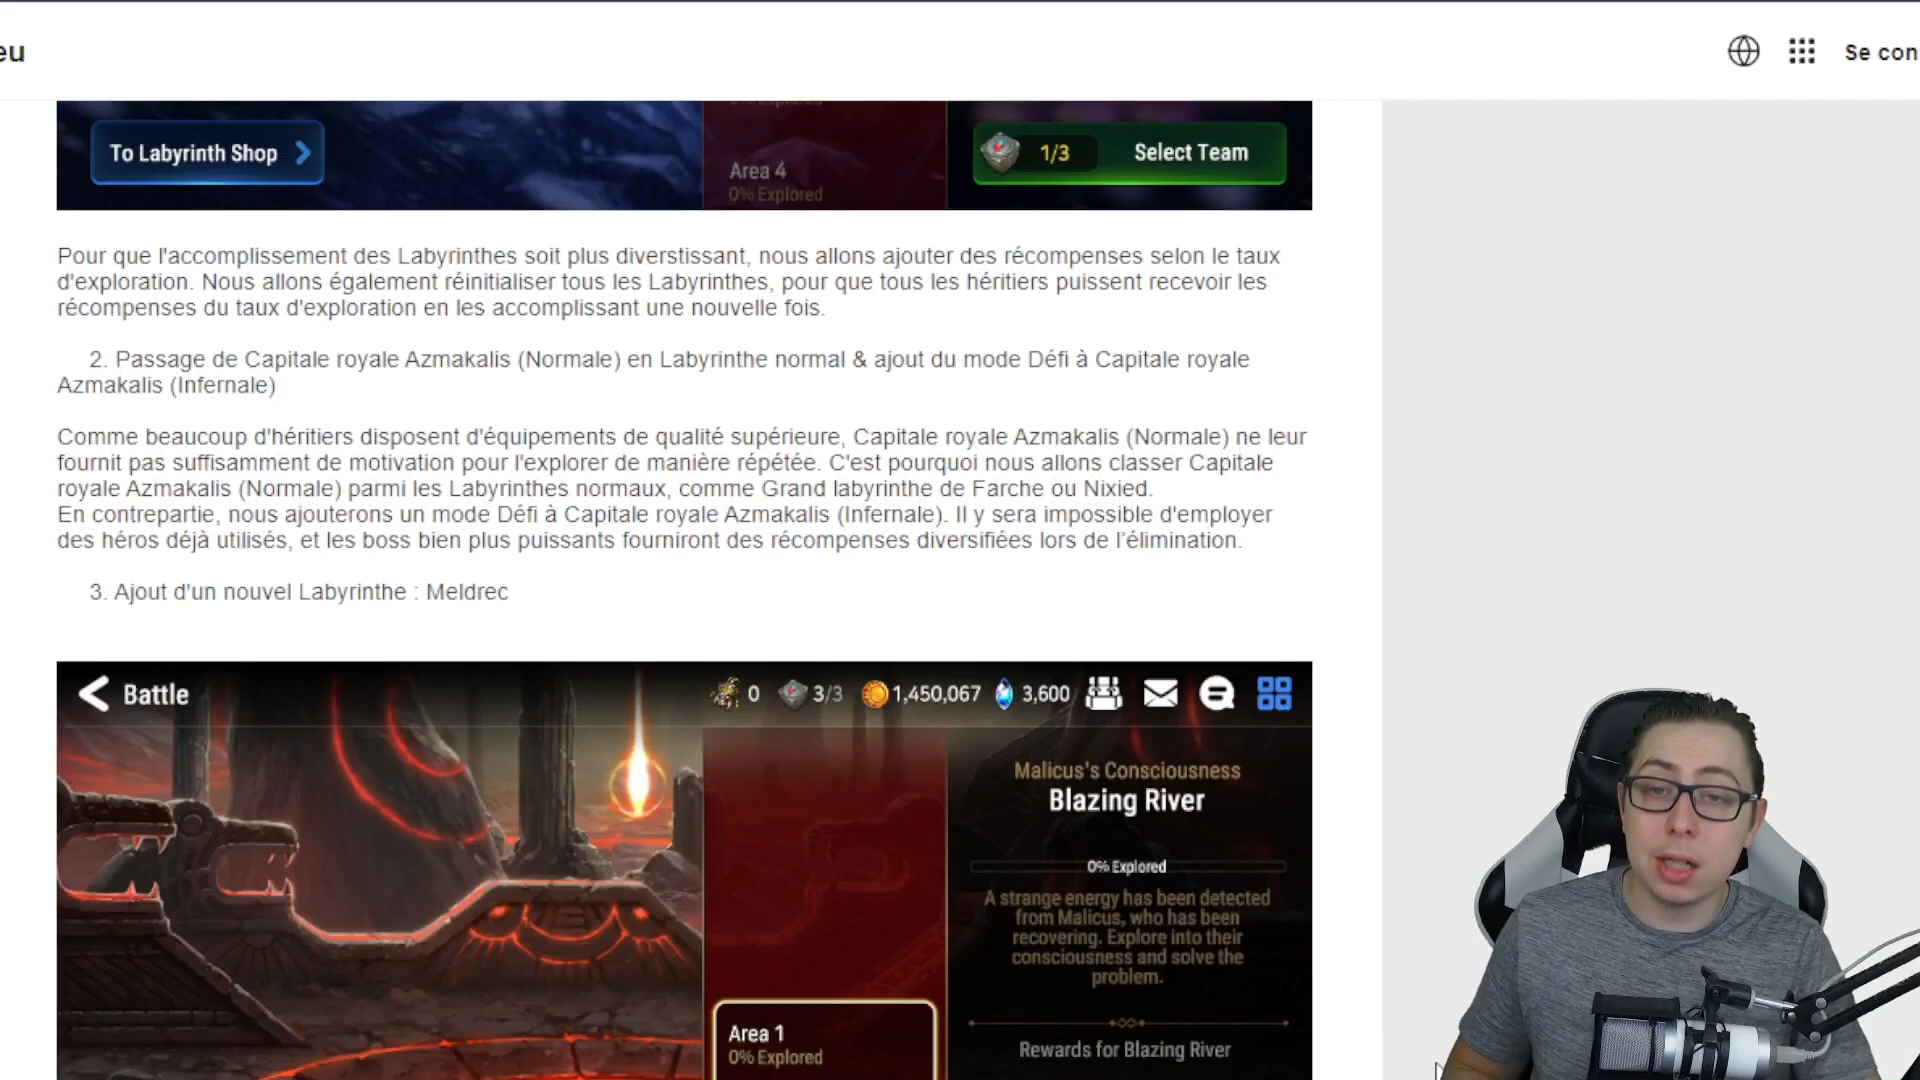 eu
Se con
To Labyrinth Shop
Area 4
0% Explored
1/3
Select Team
Pour que l'accomplissement des Labyrinthes soit plus diverstissant, nous allons ajouter des récompenses selon le taux
d'exploration. Nous allons également réinitialiser tous les Labyrinthes, pour que tous les héritiers puissent recevoir les
récompenses du taux d'exploration en les accomplissant une nouvelle fois.
2. Passage de Capitale royale Azmakalis (Normale) en Labyrinthe normal & ajout du mode Défi à Capitale royale
Azmakalis (Infernale)
Comme beaucoup d'héritiers disposent d'équipements de qualité supérieure, Capitale royale Azmakalis (Normale) ne leur
fournit pas suffisamment de motivation pour l'explorer de manière répétée. C'est pourquoi nous allons classer Capitale
royale Azmakalis (Normale) parmi les Labyrinthes normaux, comme Grand labyrinthe de Farche ou Nixied.
En contrepartie, nous ajouterons un mode Défi à Capitale royale Azmakalis (Infernale). Il y sera impossible d'employer
des héros déjà utilisés, et les boss bien plus puissants fourniront des récompenses diversifiées lors de l’élimination.
3. Ajout d'un nouvel Labyrinthe : Meldrec
Battle
0
3/3
1,450,067
3,600
Malicus's Consciousness
Blazing River
0% Explored
A strange energy has been detected
from Malicus, who has been
recovering. Explore into their
consciousness and solve the
problem.
Area 1
0% Explored
Rewards for Blazing River